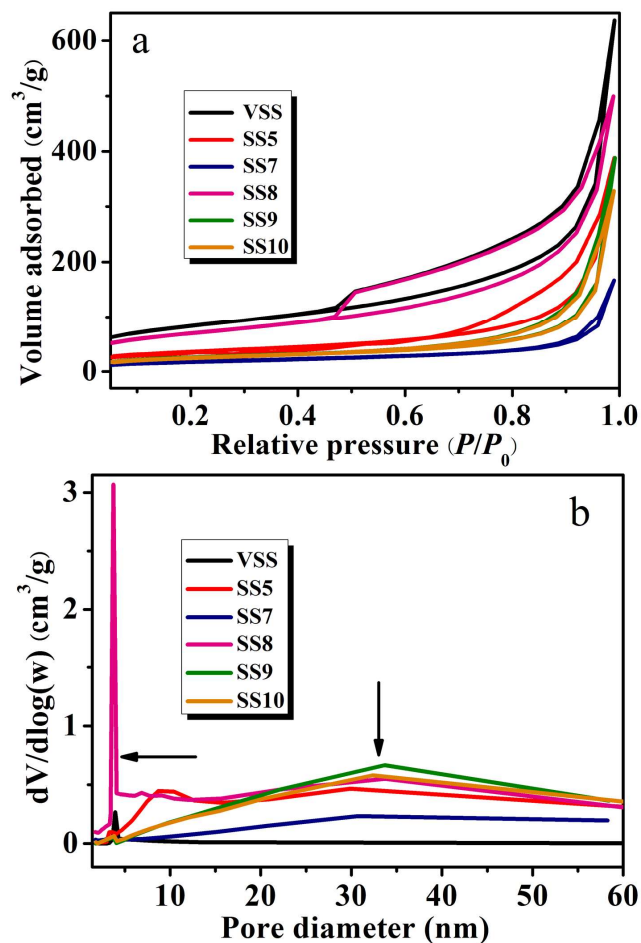 a
600
400
200
0
Volume adsorbed (cm³/g)
VSS
SS5
SS7
SS8
SS9
SS10
0.2 0.4 0.6 0.8 1.0
Relative pressure (P/P₀)
b
3
2
1
0
dV/dlog(w) (cm³/g)
VSS
SS5
SS7
SS8
SS9
SS10
10 20 30 40 50 60
Pore diameter (nm)